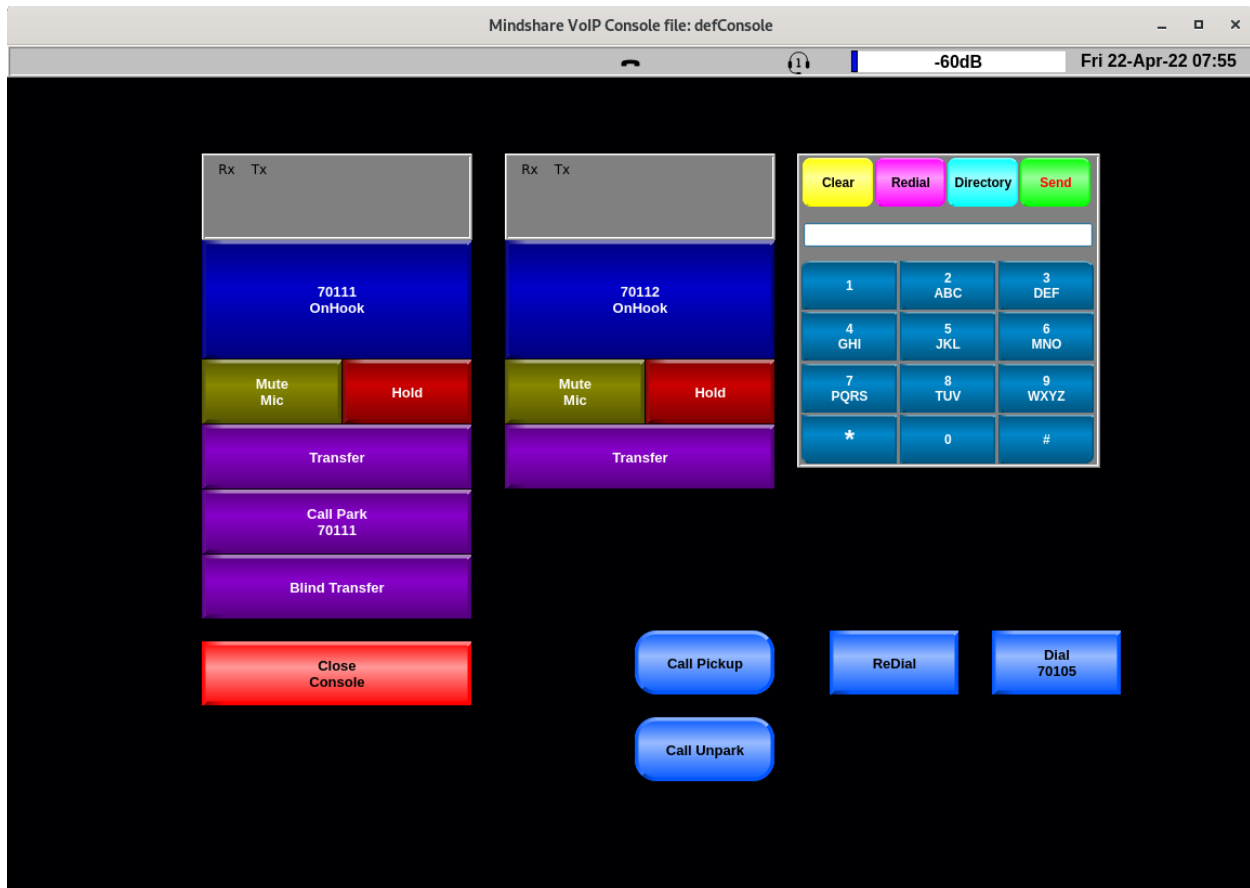 Mindshare VoIP Console file: defConsole
1
-60dB
Fri 22-Apr-22 07:55
Rx Tx
70111
OnHook
Mute
Mic
Hold
Transfer
Call Park
70111
Blind Transfer
Close
Console
Rx Tx
70112
OnHook
Mute
Mic
Hold
Transfer
Clear
Redial
Directory
Send
1
2
ABC
3
DEF
4
GHI
5
JKL
6
MNO
7
PQRS
8
TUV
9
WXYZ
*
0
#
Call Pickup
ReDial
Dial
70105
Call Unpark